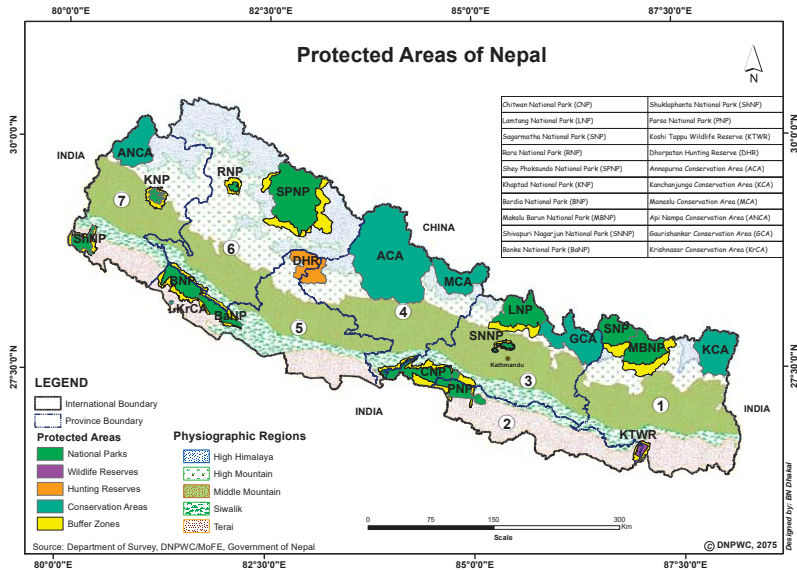 80°0'0"N 82°30'0"N 85°0'0"N 87°30'0"N
Protected Areas of Nepal
N
Chitwan National Park (CNP) Shuklaphanta National Park (ShNP)
Lamtang National Park (LNP) Parsa National Park (PNP)
Sagarmatha National Park (SNP) Koshi Tappu Wildlife Reserve (KTWR)
Rara National Park (RNP) Dhorpatan Hunting Reserve (DHR)
Shey Phoksundo National Park (SPNP) Annapurna Conservation Area (ACA)
Khaptad National Park (KNP) Kanchanjunga Conservation Area (KCA)
Bardia National Park (BNP) Manaslu Conservation Area (MCA)
Makalu Barun National Park (MBNP) Api Nampa Conservation Area (ANCA)
Shivapuri Nagarjun National Park (SNNP) Gaurishanker Conservation Area (GCA)
Banke National Park (BaNP) Krishnasar Conservation Area (KrCA)
30°0'0"N
30°0'0"N
INDIA
ANCA
KNP
RNP
SPNP
7
ShNP
6
CHINA
DHR
ACA
MCA
BNP
KrCA
BaNP
5
4
LNP
SNNP
Kathmandu
GCA
SNP
MBNP
KCA
27°30'0"N
27°30'0"N
CNP
PNP
3
1
2
INDIA
INDIA
KTWR
LEGEND
International Boundary
Province Boundary
Protected Areas
National Parks
Wildlife Reserves
Hunting Reserves
Conservation Areas
Buffer Zones
Physiographic Regions
High Himalaya
High Mountain
Middle Mountain
Siwalik
Terai
0 75 150 300
Km
Scale
Source: Department of Survey, DNPWC/MoFE, Government of Nepal
© DNPWC, 2075
Designed by: BN Dhakal
80°0'0"N 82°30'0"N 85°0'0"N 87°30'0"N